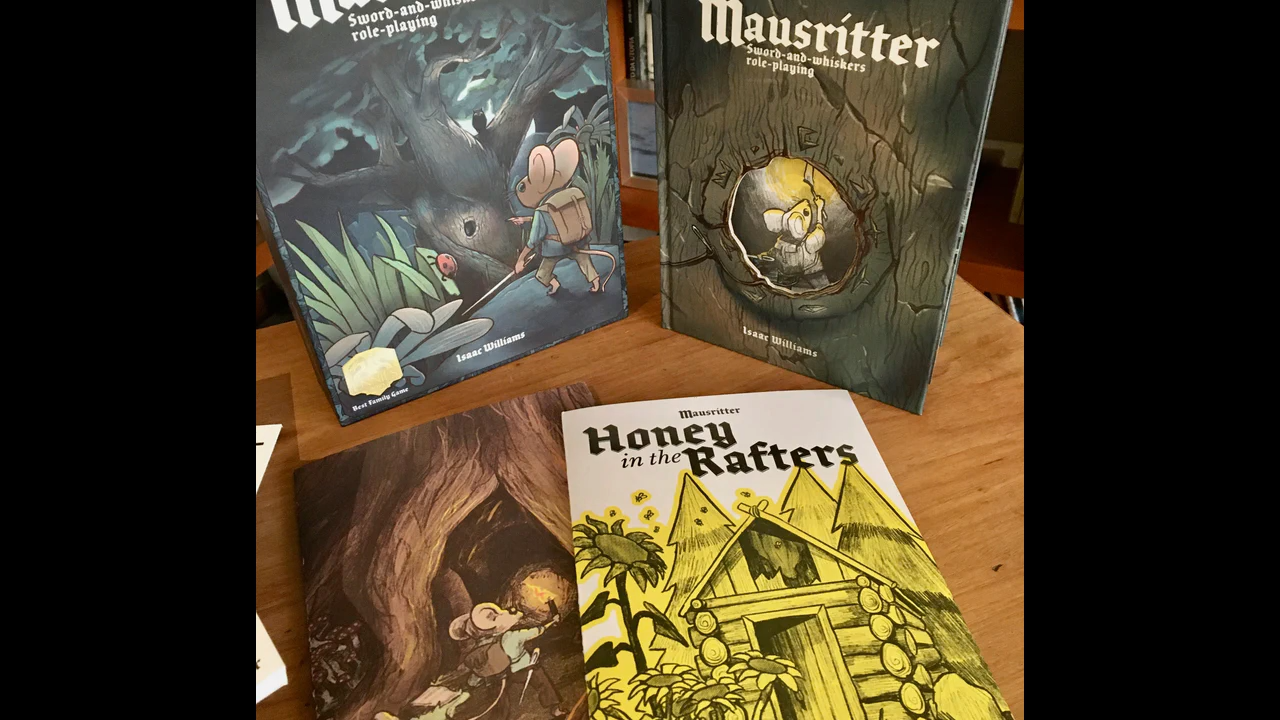 Sword-and-whiske
role-playing
Isaac Williams
Best Family Game
Mausritter
Sword-and-whiskers
role-playing
Isaac Williams
Mausritter
Honey
in the Rafters